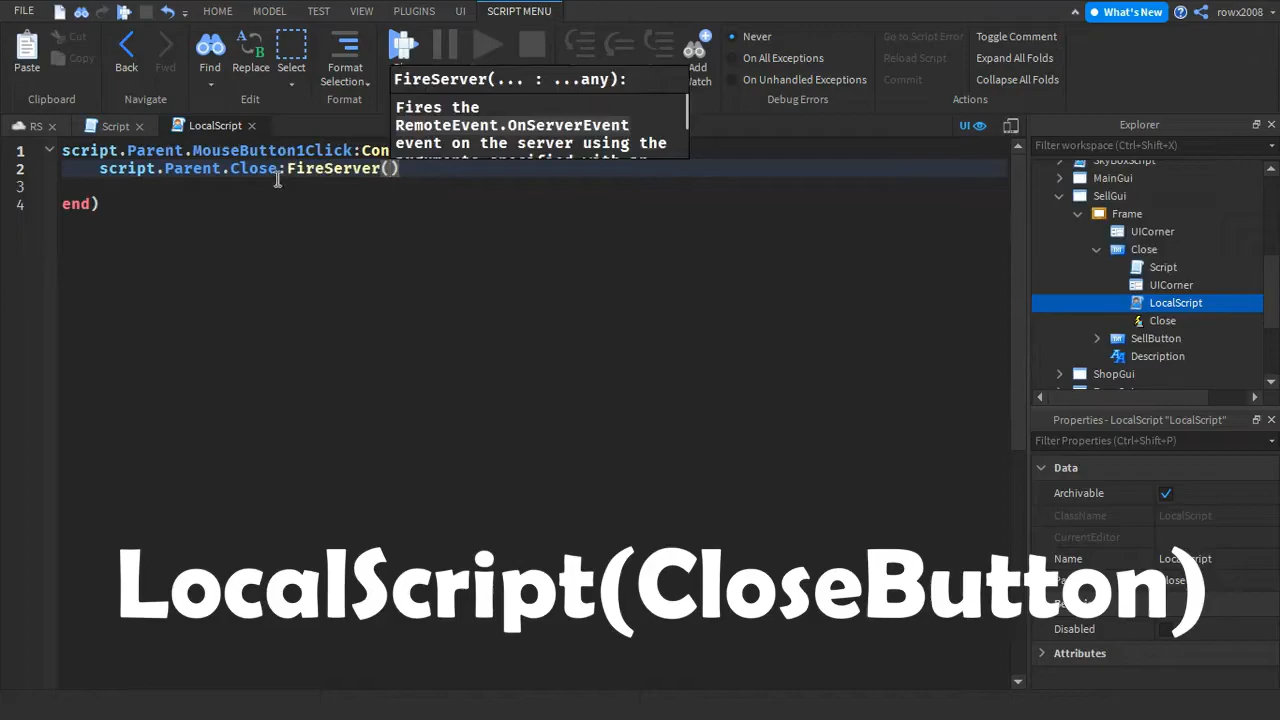 FILE HOME MODEL TEST VIEW PLUGINS UI SCRIPT MENU What's New rowx2008
Paste Cut Copy Back Fwd Find Replace Select Format Selection Add Never On All Exceptions On Unhandled Exceptions Go to Script Error Reload Script Commit Toggle Comment Expand All Folds Collapse All Folds
Clipboard Navigate Edit Format Debug Errors Actions
FireServer(... : ...any):
Fires the
RemoteEvent.OnServerEvent
event on the server using the
RS Script LocalScript UI Explorer
Filter workspace (Ctrl+Shift+X)
1 script.Parent.MouseButton1Click:Con
2 script.Parent.Close:FireServer()
3
4 end)
SkyboxScript
MainGui
SellGui
Frame
UICorner
Close
Script
UICorner
LocalScript
Close
SellButton
Description
ShopGui
Properties - LocalScript "LocalScript"
Filter Properties (Ctrl+Shift+P)
Data
Archivable
ClassName LocalScript
CurrentEditor
Name LocalScript
Disabled
Attributes
LocalScript(CloseButton)